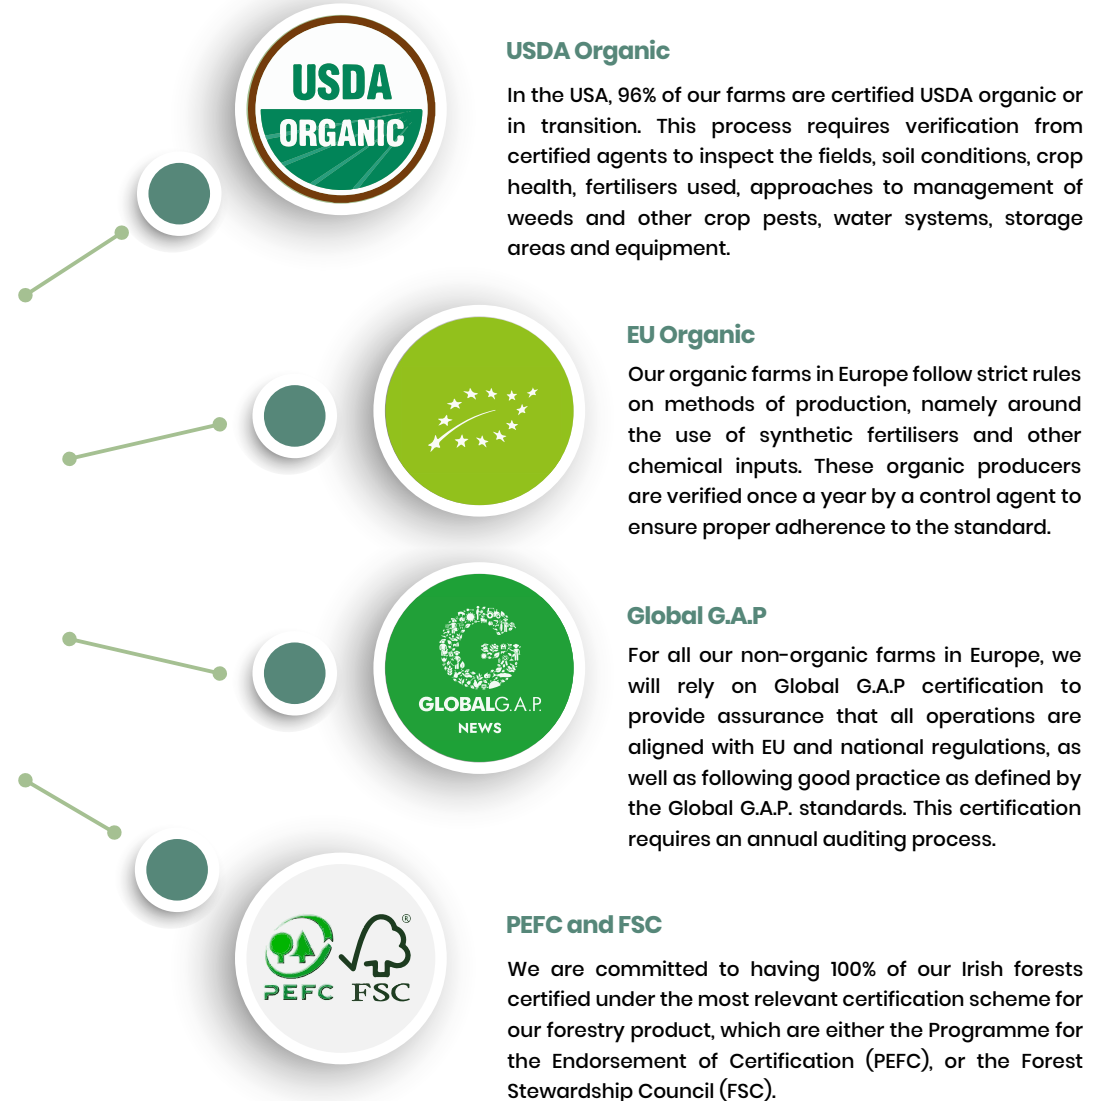 USDA
ORGANIC
USDA Organic
In the USA, 96% of our farms are certified USDA organic or
in transition. This process requires verification from
certified agents to inspect the fields, soil conditions, crop
health, fertilisers used, approaches to management of
weeds and other crop pests, water systems, storage
areas and equipment.
EU Organic
Our organic farms in Europe follow strict rules
on methods of production, namely around
the use of synthetic fertilisers and other
chemical inputs. These organic producers
are verified once a year by a control agent to
ensure proper adherence to the standard.
G
GLOBALG.A.P.
NEWS
Global G.A.P
For all our non-organic farms in Europe, we
will rely on Global G.A.P certification to
provide assurance that all operations are
aligned with EU and national regulations, as
well as following good practice as defined by
the Global G.A.P. standards. This certification
requires an annual auditing process.
PEFC FSC ®
PEFC and FSC
We are committed to having 100% of our Irish forests
certified under the most relevant certification scheme for
our forestry product, which are either the Programme for
the Endorsement of Certification (PEFC), or the Forest
Stewardship Council (FSC).